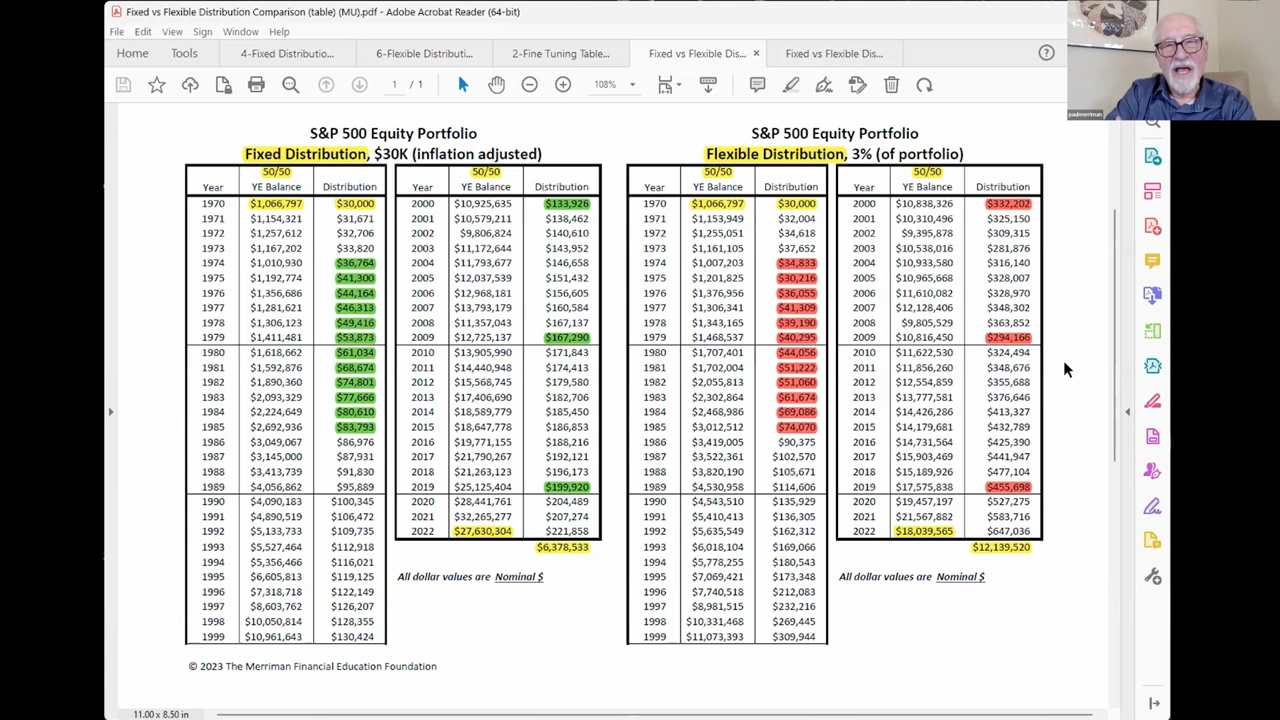 Fixed vs Flexible Distribution Comparison (table) (MU).pdf - Adobe Acrobat Reader (64-bit)
File Edit View Sign Window Help
Home Tools 4-Fixed Distributio... 6-Flexible Distributi... 2-Fine Tuning Table... Fixed vs Flexible Dis... × Fixed vs Flexible Dis...
1 / 1 108%
paulmerriman
S&P 500 Equity Portfolio
Fixed Distribution, $30K (inflation adjusted)
50/50 50/50
Year YE Balance Distribution Year YE Balance Distribution
1970 $1,066,797 $30,000 2000 $10,925,635 $133,926
1971 $1,154,321 $31,671 2001 $10,579,211 $138,462
1972 $1,257,612 $32,706 2002 $9,806,824 $140,610
1973 $1,167,202 $33,820 2003 $11,172,644 $143,952
1974 $1,010,930 $36,764 2004 $11,793,677 $146,658
1975 $1,192,774 $41,300 2005 $12,037,539 $151,432
1976 $1,356,686 $44,164 2006 $12,968,181 $156,605
1977 $1,281,621 $46,313 2007 $13,793,179 $160,584
1978 $1,306,123 $49,416 2008 $11,357,043 $167,137
1979 $1,411,481 $53,873 2009 $12,725,137 $167,290
1980 $1,618,662 $61,034 2010 $13,905,990 $171,843
1981 $1,592,876 $68,674 2011 $14,440,948 $174,413
1982 $1,890,360 $74,801 2012 $15,568,745 $179,580
1983 $2,093,329 $77,666 2013 $17,406,690 $182,706
1984 $2,224,649 $80,610 2014 $18,589,779 $185,450
1985 $2,692,936 $83,793 2015 $18,647,778 $186,853
1986 $3,049,067 $86,976 2016 $19,771,155 $188,216
1987 $3,145,000 $87,931 2017 $21,790,267 $192,121
1988 $3,413,739 $91,830 2018 $21,263,123 $196,173
1989 $4,056,862 $95,889 2019 $25,125,404 $199,920
1990 $4,090,183 $100,345 2020 $28,441,761 $204,489
1991 $4,890,519 $106,472 2021 $32,265,277 $207,274
1992 $5,133,733 $109,735 2022 $27,630,304 $221,858
1993 $5,527,464 $112,918 $6,378,533
1994 $5,356,466 $116,021
1995 $6,605,813 $119,125 All dollar values are Nominal $
1996 $7,318,718 $122,149
1997 $8,603,762 $126,207
1998 $10,050,814 $128,355
1999 $10,961,643 $130,424
S&P 500 Equity Portfolio
Flexible Distribution, 3% (of portfolio)
50/50 50/50
Year YE Balance Distribution Year YE Balance Distribution
1970 $1,066,797 $30,000 2000 $10,838,326 $332,202
1971 $1,153,949 $32,004 2001 $10,310,496 $325,150
1972 $1,255,051 $34,618 2002 $9,395,878 $309,315
1973 $1,161,105 $37,652 2003 $10,538,016 $281,876
1974 $1,007,203 $34,833 2004 $10,933,580 $316,140
1975 $1,201,825 $30,216 2005 $10,965,668 $328,007
1976 $1,376,956 $36,055 2006 $11,610,082 $328,970
1977 $1,306,341 $41,309 2007 $12,128,406 $348,302
1978 $1,343,165 $39,190 2008 $9,805,529 $363,852
1979 $1,468,537 $40,295 2009 $10,816,450 $294,166
1980 $1,707,401 $44,056 2010 $11,622,530 $324,494
1981 $1,702,004 $51,222 2011 $11,856,260 $348,676
1982 $2,055,813 $51,060 2012 $12,554,859 $355,688
1983 $2,302,864 $61,674 2013 $13,777,581 $376,646
1984 $2,468,986 $69,086 2014 $14,426,286 $413,327
1985 $3,012,512 $74,070 2015 $14,179,681 $432,789
1986 $3,419,005 $90,375 2016 $14,731,564 $425,390
1987 $3,522,361 $102,570 2017 $15,903,469 $441,947
1988 $3,820,190 $105,671 2018 $15,189,926 $477,104
1989 $4,530,958 $114,606 2019 $17,575,838 $455,698
1990 $4,543,510 $135,929 2020 $19,457,197 $527,275
1991 $5,410,413 $136,305 2021 $21,567,882 $583,716
1992 $5,635,549 $162,312 2022 $18,039,565 $647,036
1993 $6,018,104 $169,066 $12,139,520
1994 $5,778,255 $180,543
1995 $7,069,421 $173,348 All dollar values are Nominal $
1996 $7,740,518 $212,083
1997 $8,981,515 $232,216
1998 $10,331,468 $269,445
1999 $11,073,393 $309,944
© 2023 The Merriman Financial Education Foundation
11.00 x 8.50 in